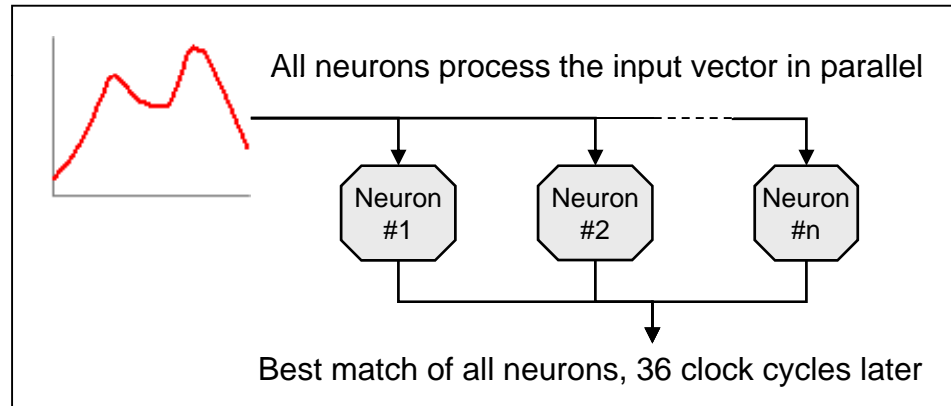 All neurons process the input vector in parallel
Neuron
#1
Neuron
#2
Neuron
#n
Best match of all neurons, 36 clock cycles later